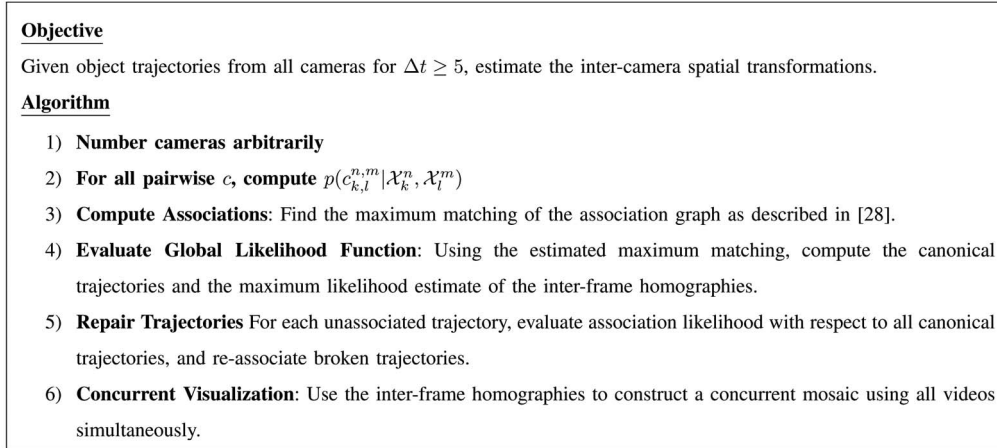 Objective
Given object trajectories from all cameras for Δt ≥ 5, estimate the inter-camera spatial transformations.
Algorithm
1) Number cameras arbitrarily
2) For all pairwise c, compute p(c_{k,l}^{n,m}|𝒳_k^n, 𝒳_l^m)
3) Compute Associations: Find the maximum matching of the association graph as described in [28].
4) Evaluate Global Likelihood Function: Using the estimated maximum matching, compute the canonical
trajectories and the maximum likelihood estimate of the inter-frame homographies.
5) Repair Trajectories For each unassociated trajectory, evaluate association likelihood with respect to all canonical
trajectories, and re-associate broken trajectories.
6) Concurrent Visualization: Use the inter-frame homographies to construct a concurrent mosaic using all videos
simultaneously.